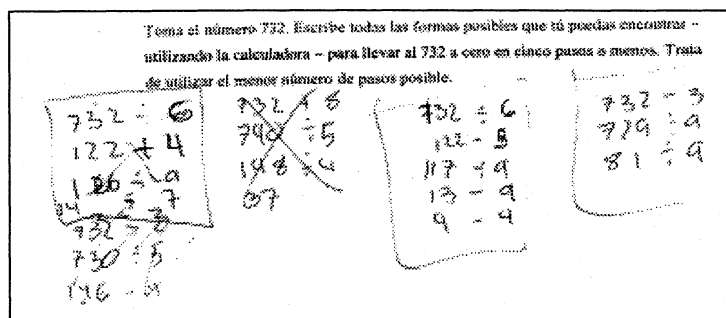 Toma el número 732. Escribe todas las formas posibles que tú puedas encontrar –
utilizando la calculadora – para llevar al 732 a cero en cinco pasos o menos. Trata
de utilizar el menor número de pasos posible.
732 ÷ 6
122 + 4
126 ÷ 9
14 ÷ 7
732 - 2
730 ÷ 5
146 - 4
732 + 8
740 ÷ 5
148 ÷ 4
37
732 ÷ 6
122 - 5
117 ÷ 9
13 - 9
9 - 9
732 - 3
729 ÷ 9
81 ÷ 9